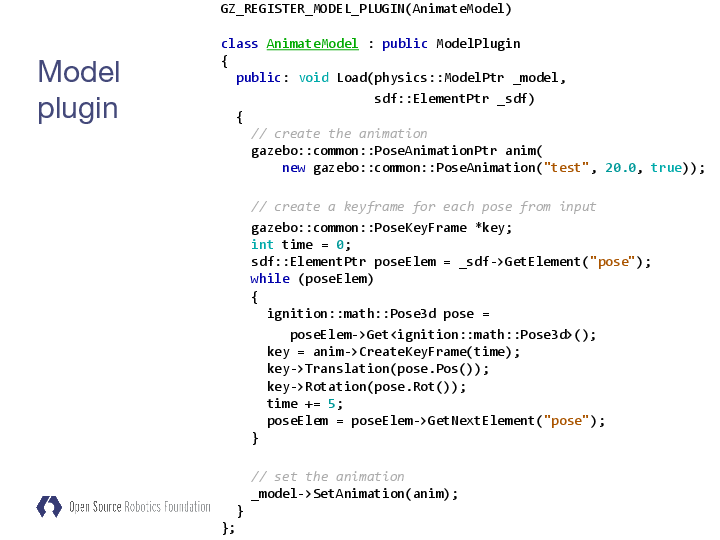 Model
plugin
GZ_REGISTER_MODEL_PLUGIN(AnimateModel)
class AnimateModel : public ModelPlugin
{
public: void Load(physics::ModelPtr _model,
sdf::ElementPtr _sdf)
{
// create the animation
gazebo::common::PoseAnimationPtr anim(
new gazebo::common::PoseAnimation("test", 20.0, true));
// create a keyframe for each pose from input
gazebo::common::PoseKeyFrame *key;
int time = 0;
sdf::ElementPtr poseElem = _sdf->GetElement("pose");
while (poseElem)
{
ignition::math::Pose3d pose =
poseElem->Get<ignition::math::Pose3d>();
key = anim->CreateKeyFrame(time);
key->Translation(pose.Pos());
key->Rotation(pose.Rot());
time += 5;
poseElem = poseElem->GetNextElement("pose");
}
// set the animation
_model->SetAnimation(anim);
}
};
Open Source Robotics Foundation